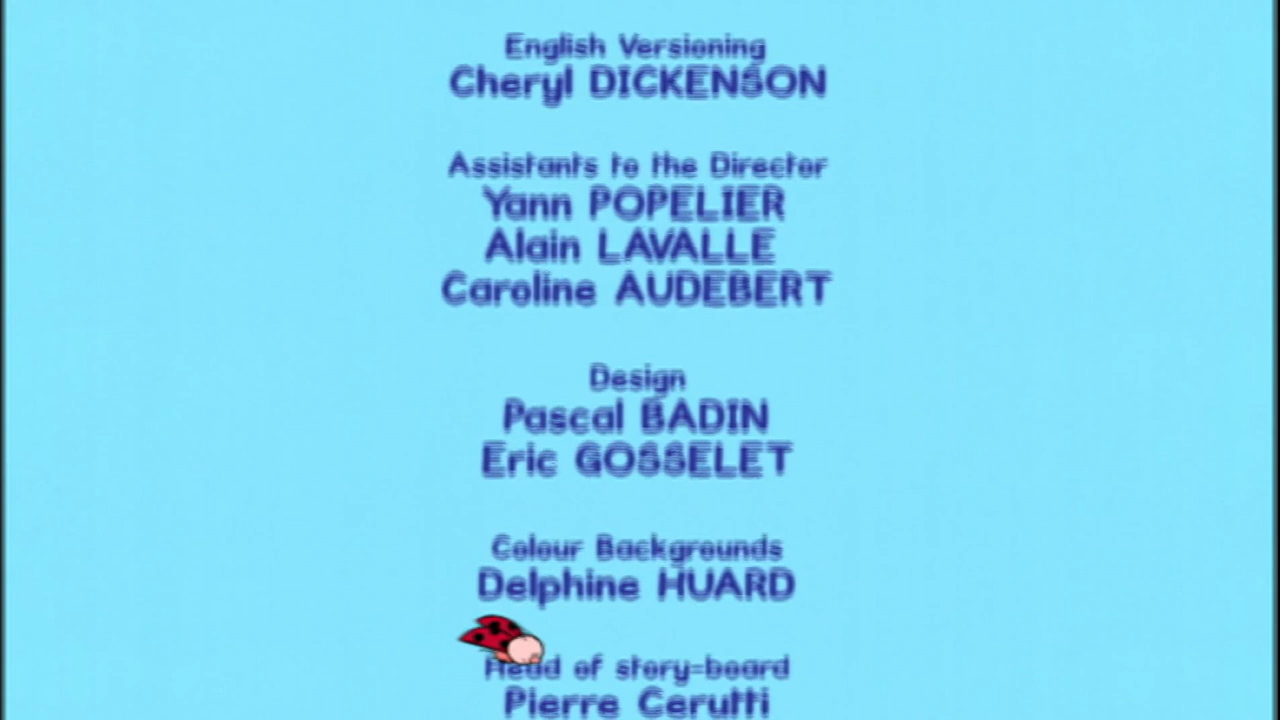 English Versioning
Cheryl DICKENSON
Assistants to the Director
Yann POPELIER
Alain LAVALLE
Caroline AUDEBERT
Design
Pascal BADIN
Eric GOSSELET
Colour Backgrounds
Delphine HUARD
Head of story-board
Pierre Cerutti